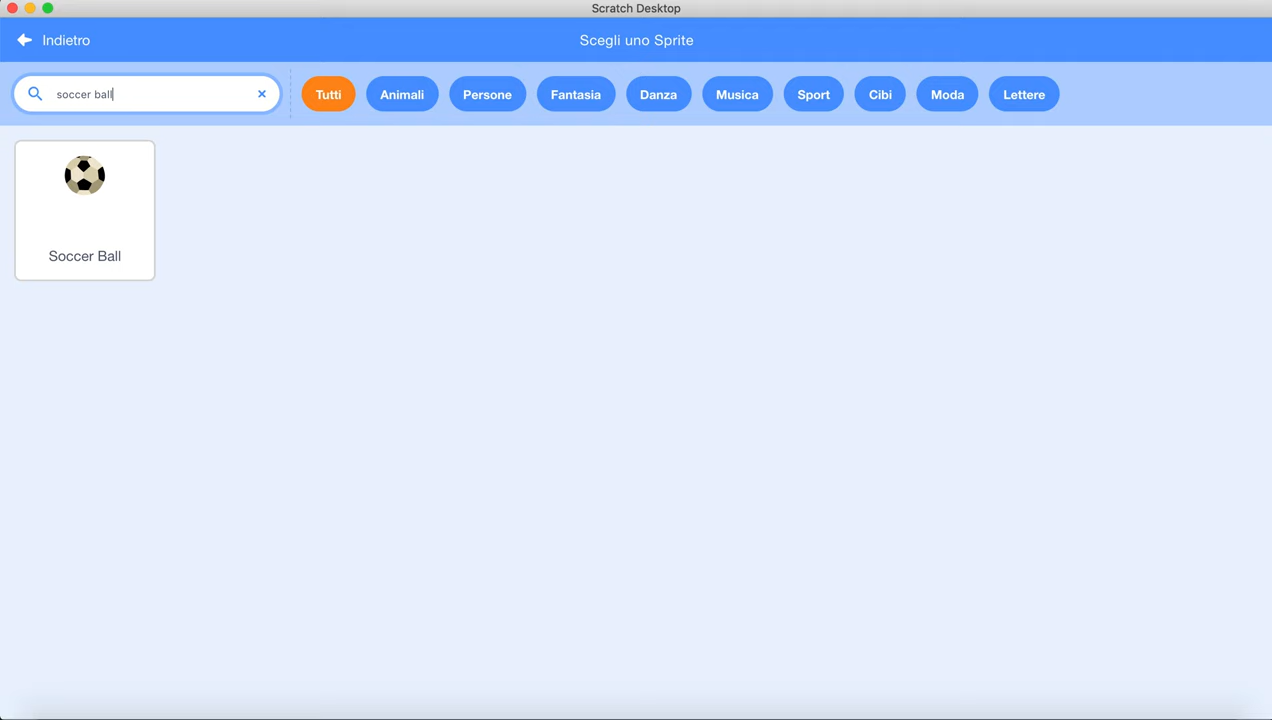 Scratch Desktop
Indietro
Scegli uno Sprite
soccer ball
Tutti
Animali
Persone
Fantasia
Danza
Musica
Sport
Cibi
Moda
Lettere
Soccer Ball